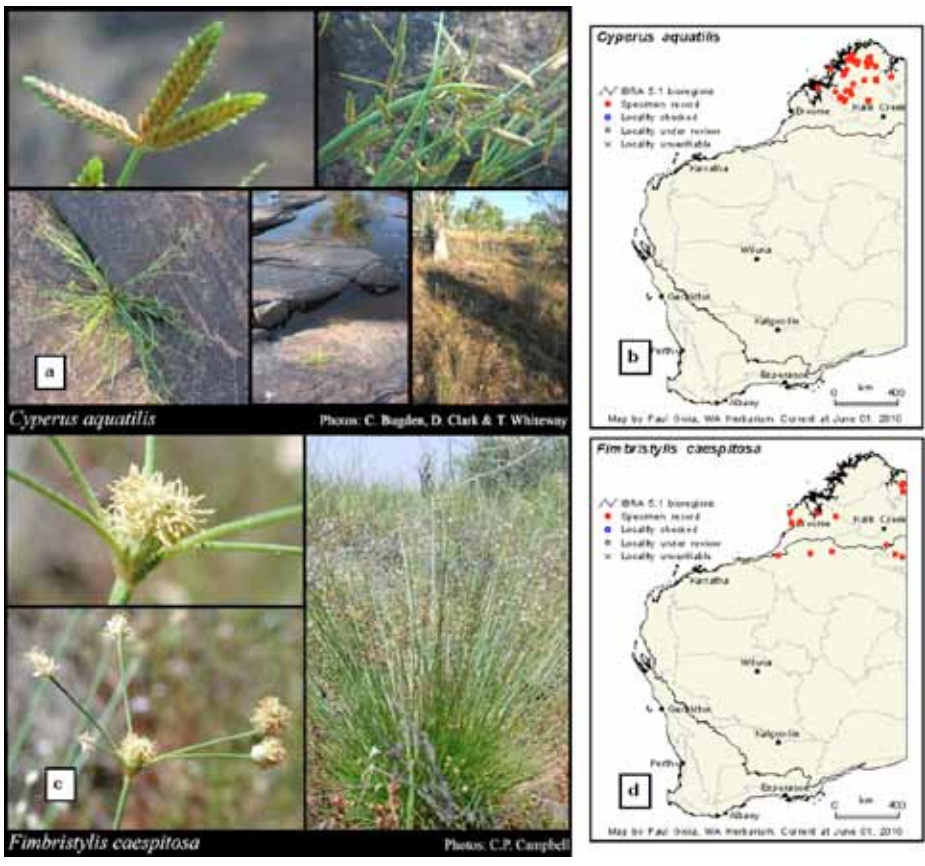 a
Cyperus aquatilis
Photos: C. Bugden, D. Clark & T. Whiteway
Cyperus aquatilis
IBRA 5.1 bioregions
Specimen record
Locality checked
Locality under review
Locality unverifiable
Broome
Halls Creek
Karratha
Wiluna
Geraldton
Kalgoorlie
b
Perth
Esperance
km
0 400
Albany
Map by Paul Gioia, WA Herbarium. Current at June 01, 2010
c
Fimbristylis caespitosa
Photos: C.P. Campbell
Fimbristylis caespitosa
IBRA 5.1 bioregions
Specimen record
Locality checked
Locality under review
Locality unverifiable
Broome
Halls Creek
Karratha
Wiluna
Geraldton
Kalgoorlie
Perth
d
Esperance
km
0 400
Albany
Map by Paul Gioia, WA Herbarium. Current at June 01, 2010